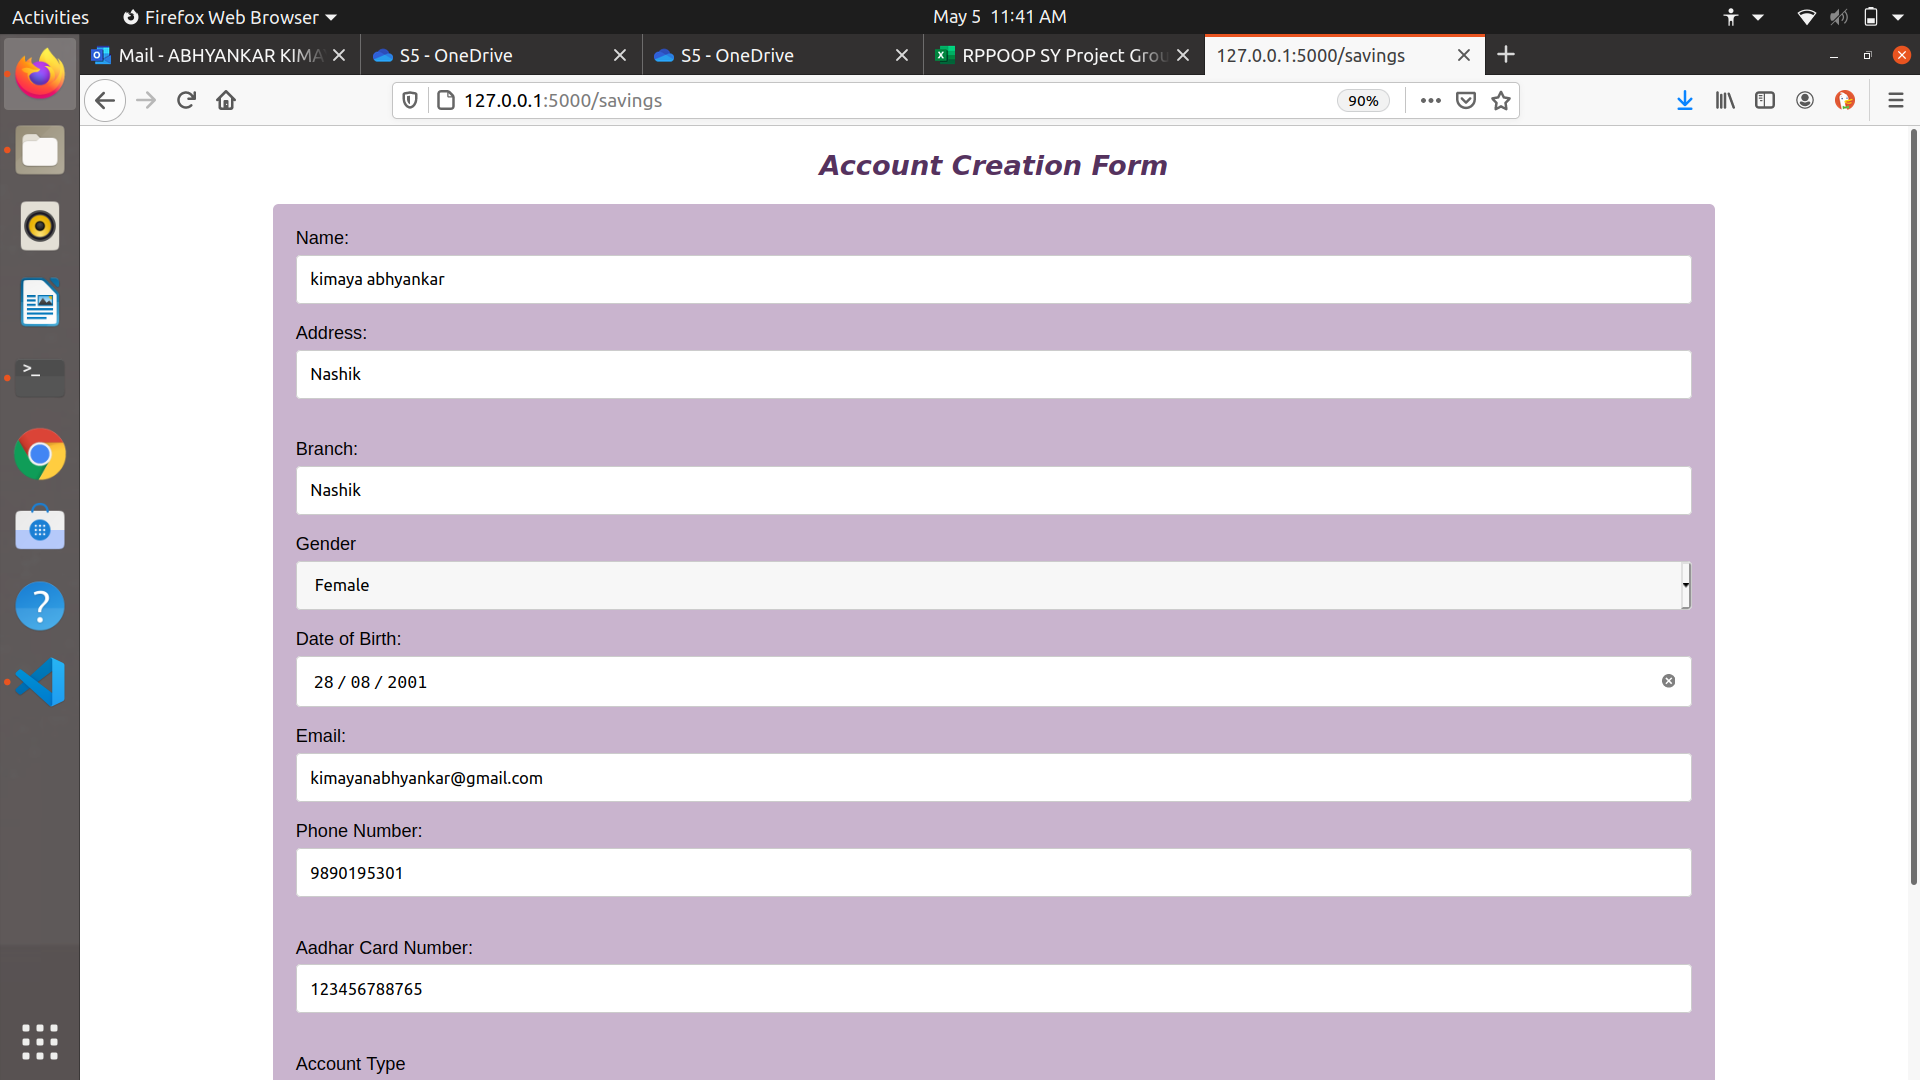 Activities Firefox Web Browser May 5 11:41 AM
Mail - ABHYANKAR KIMA S5 - OneDrive S5 - OneDrive RPPOOP SY Project Grou 127.0.0.1:5000/savings
127.0.0.1:5000/savings 90%
Account Creation Form
Name:
kimaya abhyankar
Address:
Nashik
Branch:
Nashik
Gender
Female
Date of Birth:
28 / 08 / 2001
Email:
kimayanabhyankar@gmail.com
Phone Number:
9890195301
Aadhar Card Number:
123456788765
Account Type